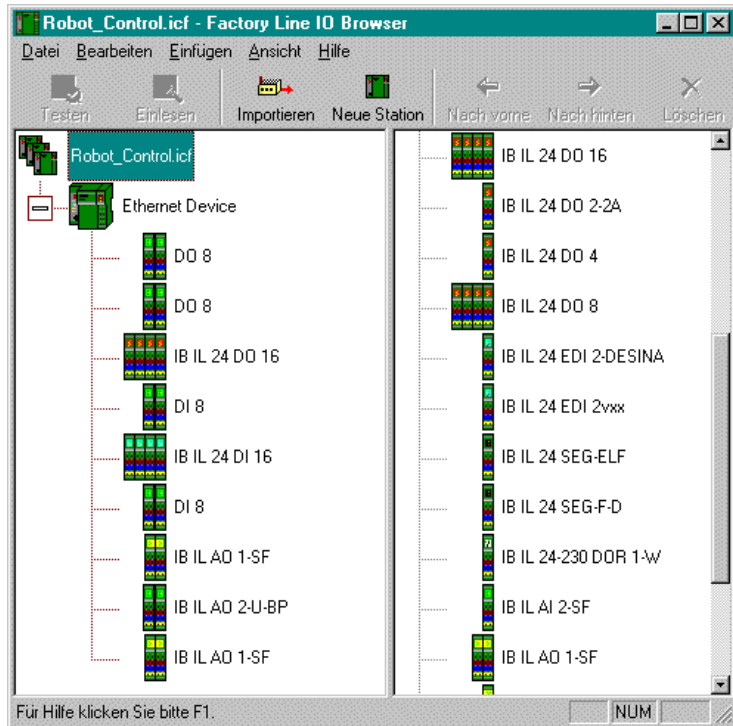 Robot_Control.icf - Factory Line IO Browser
Datei Bearbeiten Einfügen Ansicht Hilfe
Testen Einlesen Importieren Neue Station Nach vorne Nach hinten Löschen
Robot_Control.icf
Ethernet Device
DO 8
DO 8
IB IL 24 DO 16
DI 8
IB IL 24 DI 16
DI 8
IB IL AO 1-SF
IB IL AO 2-U-BP
IB IL AO 1-SF
IB IL 24 DO 16
IB IL 24 DO 2-2A
IB IL 24 DO 4
IB IL 24 DO 8
IB IL 24 EDI 2-DESINA
IB IL 24 EDI 2vxx
IB IL 24 SEG-ELF
IB IL 24 SEG-F-D
IB IL 24-230 DOR 1-W
IB IL AI 2-SF
IB IL AO 1-SF
Für Hilfe klicken Sie bitte F1.
NUM